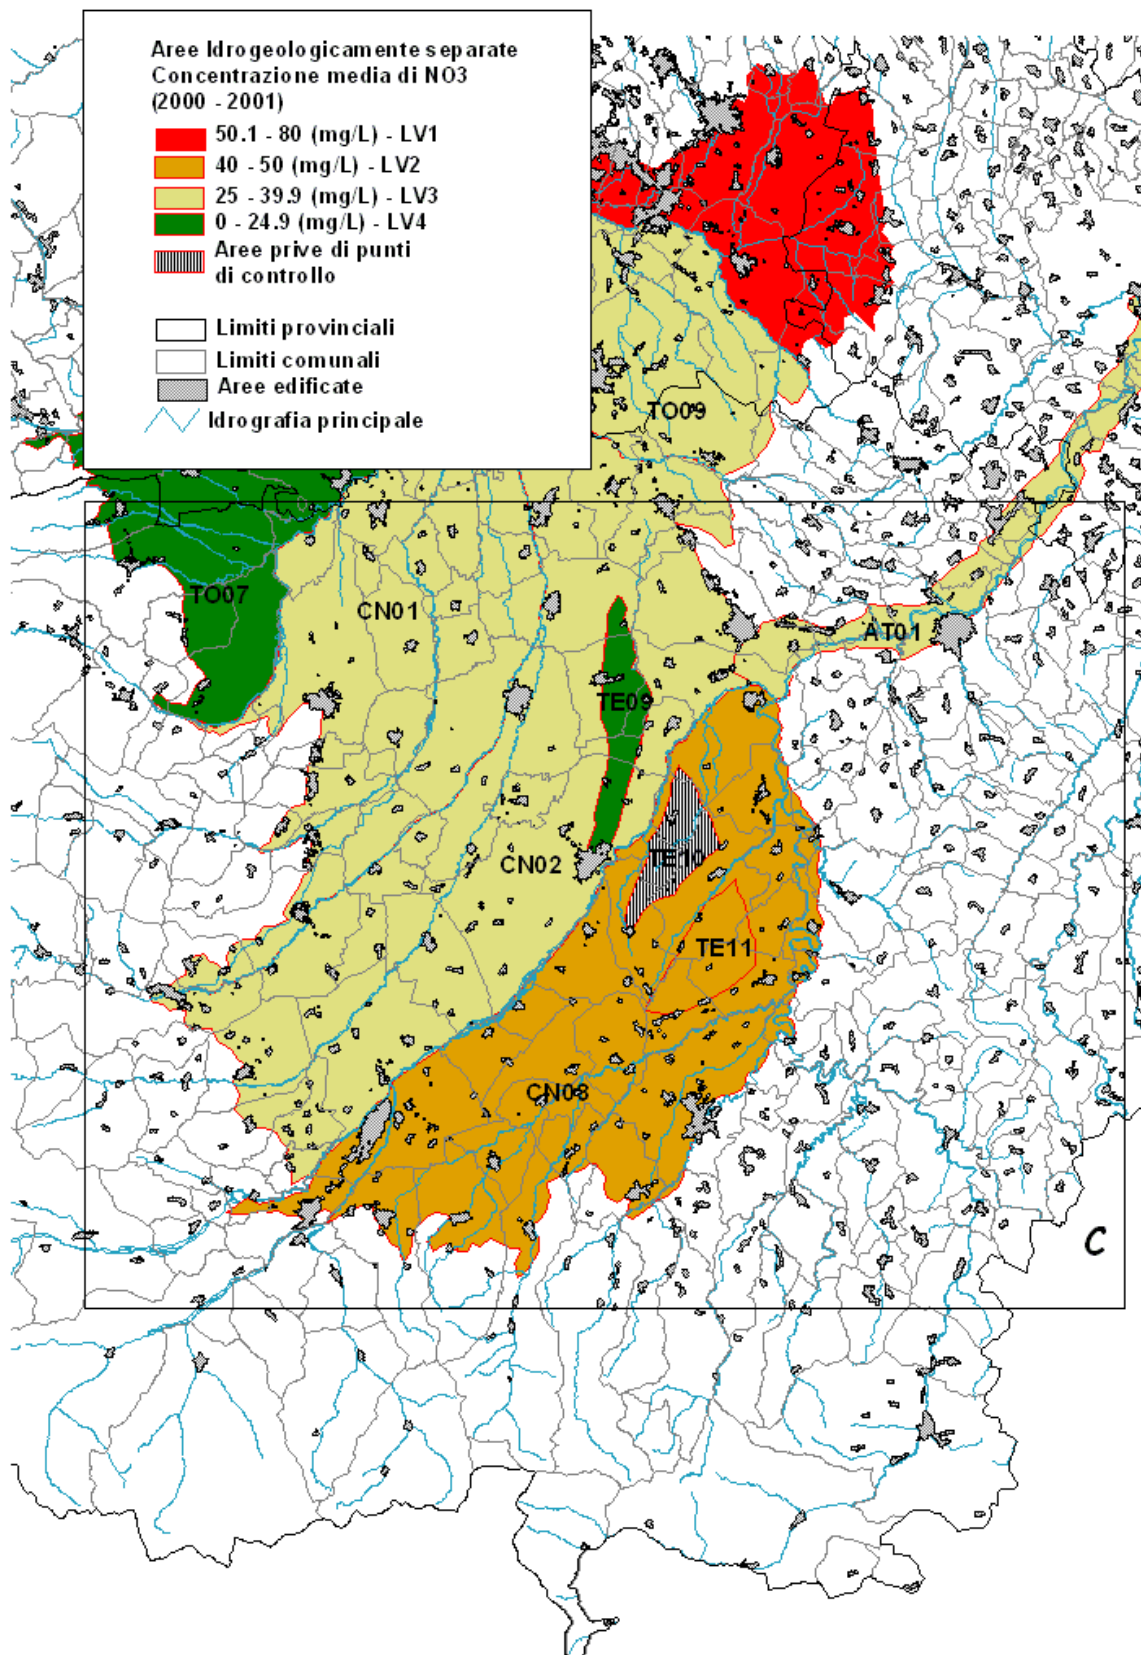 Aree Idrogeologicamente separate
Concentrazione media di NO3
(2000 - 2001)
50.1 - 80 (mg/L) - LV1
40 - 50 (mg/L) - LV2
25 - 39.9 (mg/L) - LV3
0 - 24.9 (mg/L) - LV4
Aree prive di punti
di controllo
Limiti provinciali
Limiti comunali
Aree edificate
Idrografia principale
TO09
TO07
CN01
AT01
TE09
CN02
TE10
TE11
CN03
C